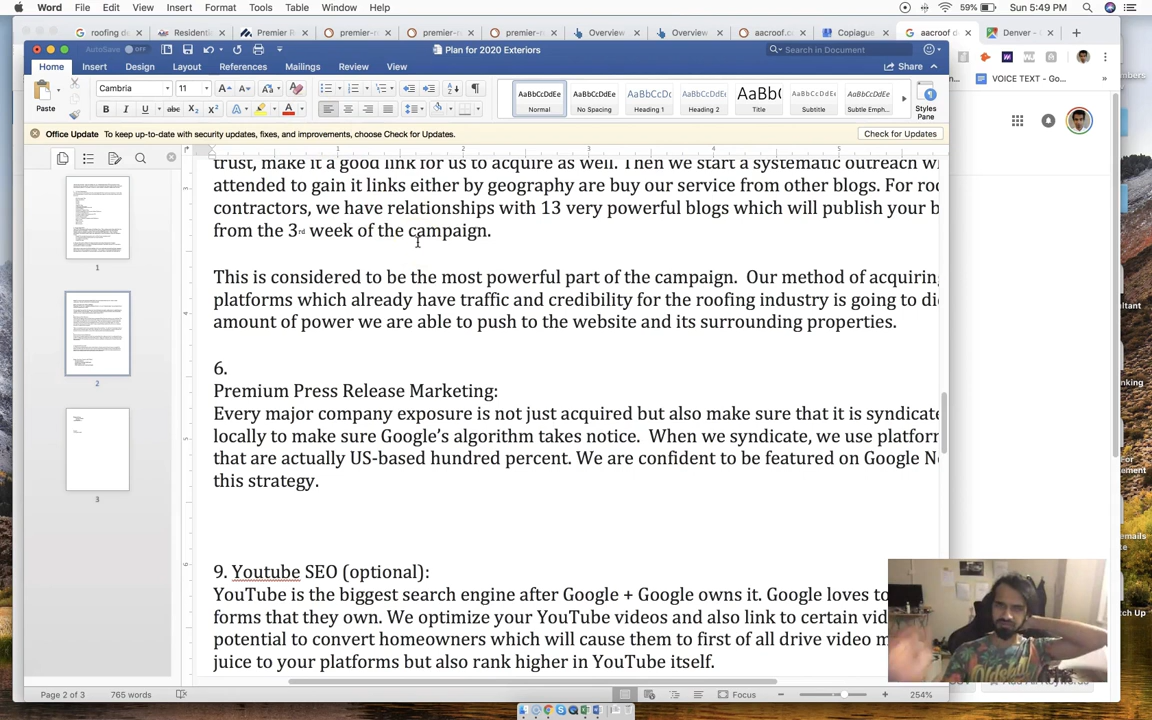 Word File Edit View Insert Format Tools Table Window Help
59% Sun 5:49 PM
roofing de Residenti Premier R premier-r premier-r premier-r Overview Overview aacroof.c Copiague aacroof d Denver -
AutoSave OFF
Plan for 2020 Exteriors
Search in Document
Home Insert Design Layout References Mailings Review View
Share
VOICE TEXT - Go...
Paste
Cambria 11
AaBbCcDdEe AaBbCcDdEe AaBbCcDdE AaBbCcDdEe AaBb( AaBbCcDdE AaBbCcDdEe
Normal No Spacing Heading 1 Heading 2 Title Subtitle Subtle Emph...
Styles Pane
Office Update To keep up-to-date with security updates, fixes, and improvements, choose Check for Updates.
Check for Updates
trust, make it a good link for us to acquire as well. Then we start a systematic outreach w
attended to gain it links either by geography are buy our service from other blogs. For roo
contractors, we have relationships with 13 very powerful blogs which will publish your b
from the 3rd week of the campaign.
This is considered to be the most powerful part of the campaign. Our method of acquiring
platforms which already have traffic and credibility for the roofing industry is going to di
amount of power we are able to push to the website and its surrounding properties.
6.
Premium Press Release Marketing:
Every major company exposure is not just acquired but also make sure that it is syndicate
locally to make sure Google's algorithm takes notice. When we syndicate, we use platfor
that are actually US-based hundred percent. We are confident to be featured on Google N
this strategy.
9. Youtube SEO (optional):
YouTube is the biggest search engine after Google + Google owns it. Google loves to
forms that they own. We optimize your YouTube videos and also link to certain vid
potential to convert homeowners which will cause them to first of all drive video m
juice to your platforms but also rank higher in YouTube itself.
1
2
3
Page 2 of 3 765 words
Focus
254%